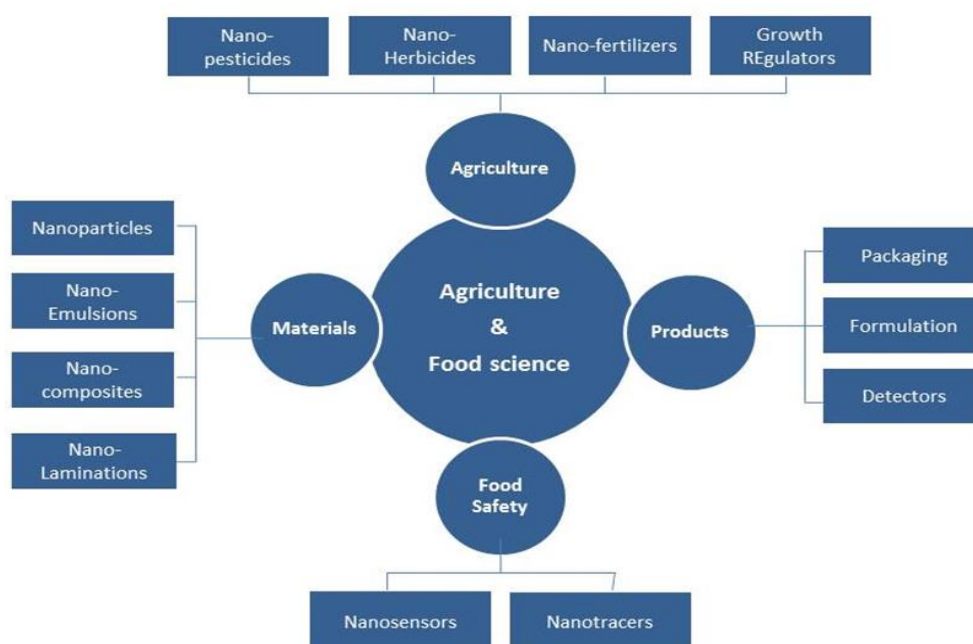 Nano-
pesticides
Nano-
Herbicides
Nano-fertilizers
Growth
REgulators
Agriculture
Nanoparticles
Nano-
Emulsions
Nano-
composites
Nano-
Laminations
Materials
Agriculture
&
Food science
Products
Packaging
Formulation
Detectors
Food
Safety
Nanosensors
Nanotracers